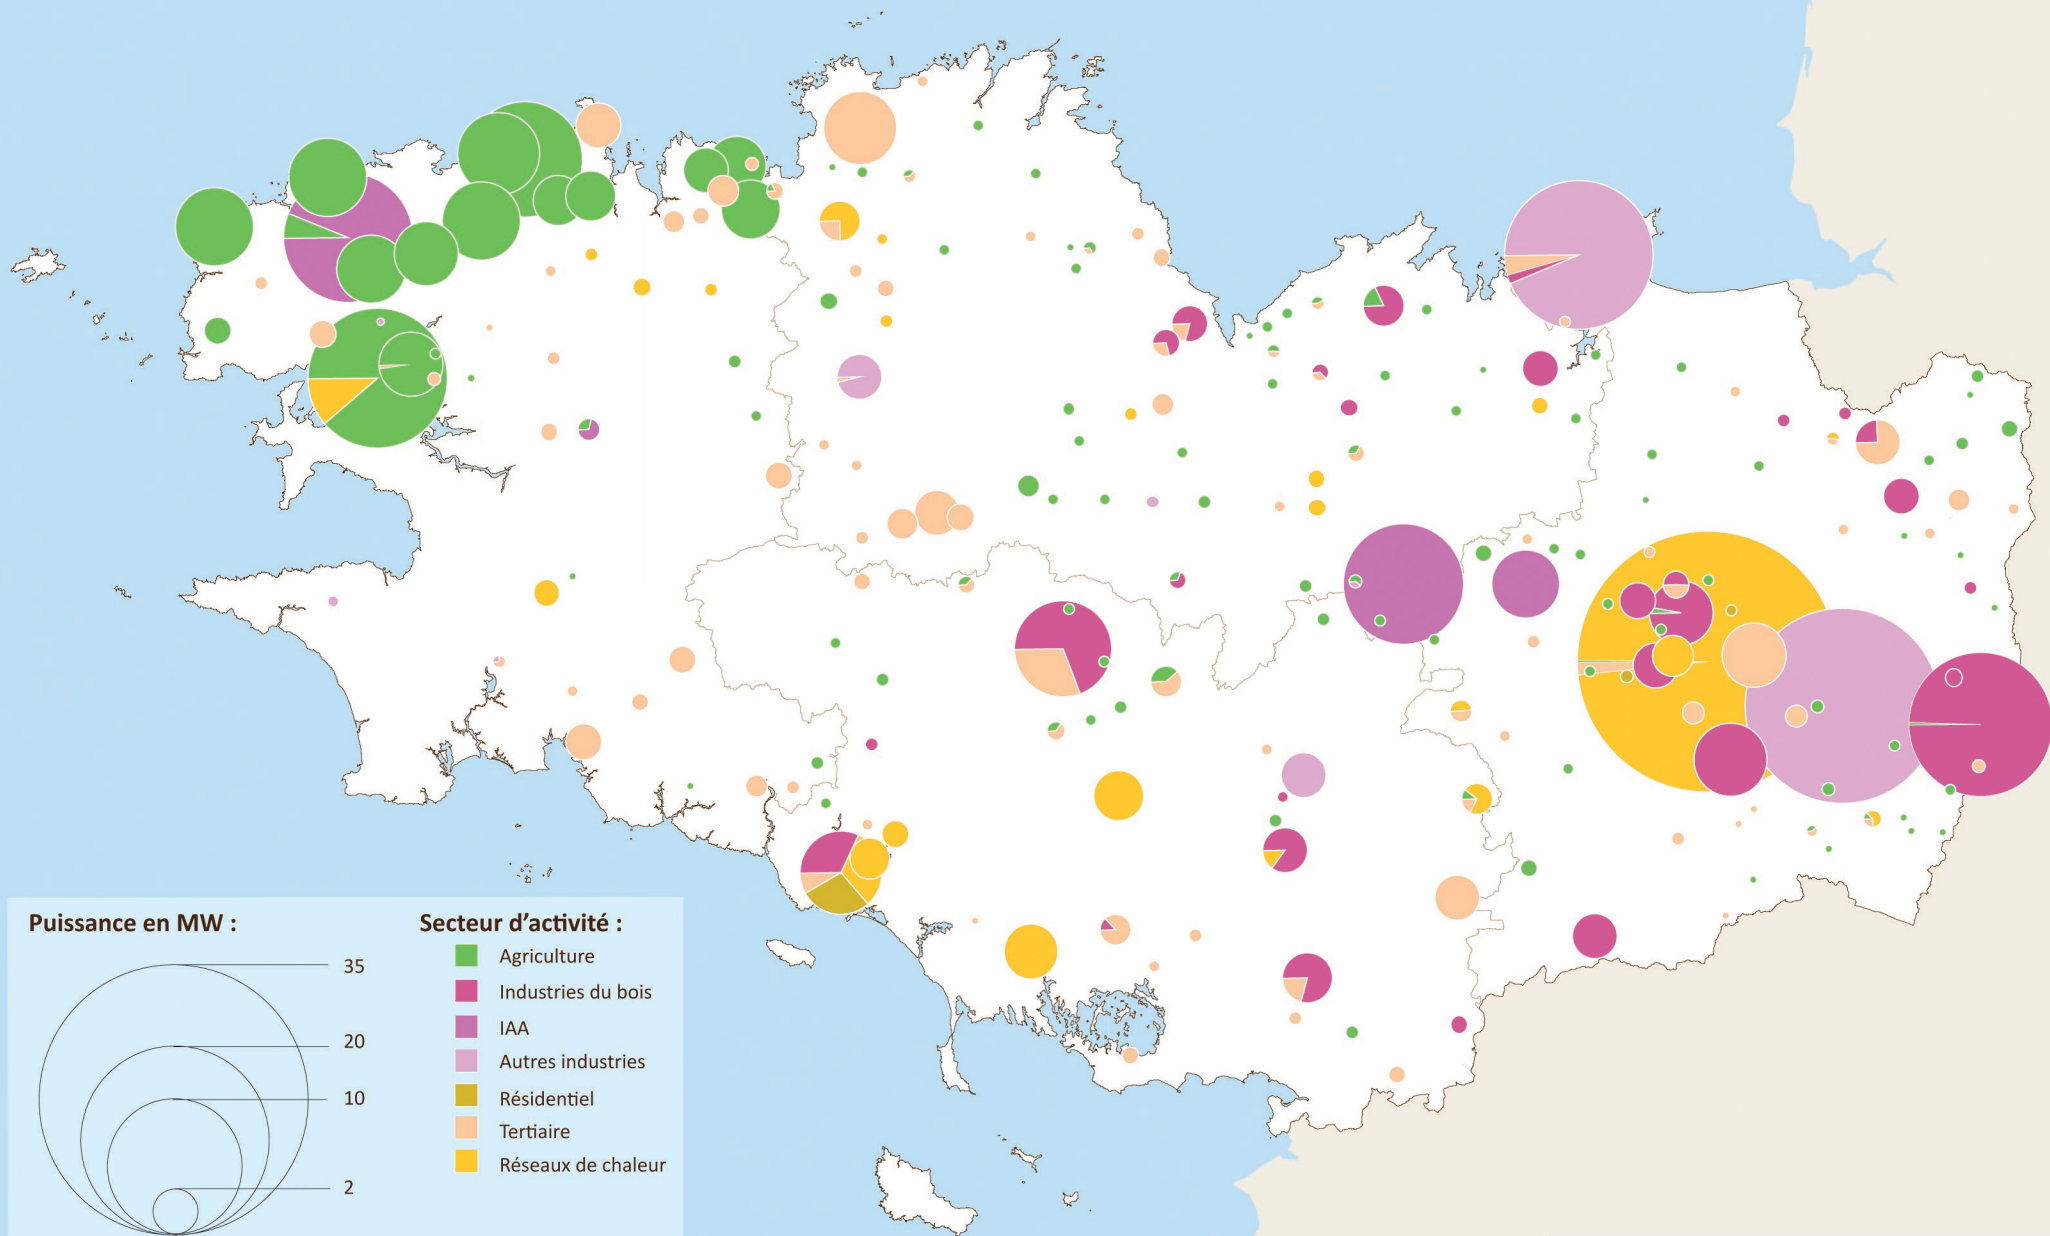 Puissance en MW :
35
20
10
2
Secteur d’activité :
Agriculture
Industries du bois
IAA
Autres industries
Résidentiel
Tertiaire
Réseaux de chaleur